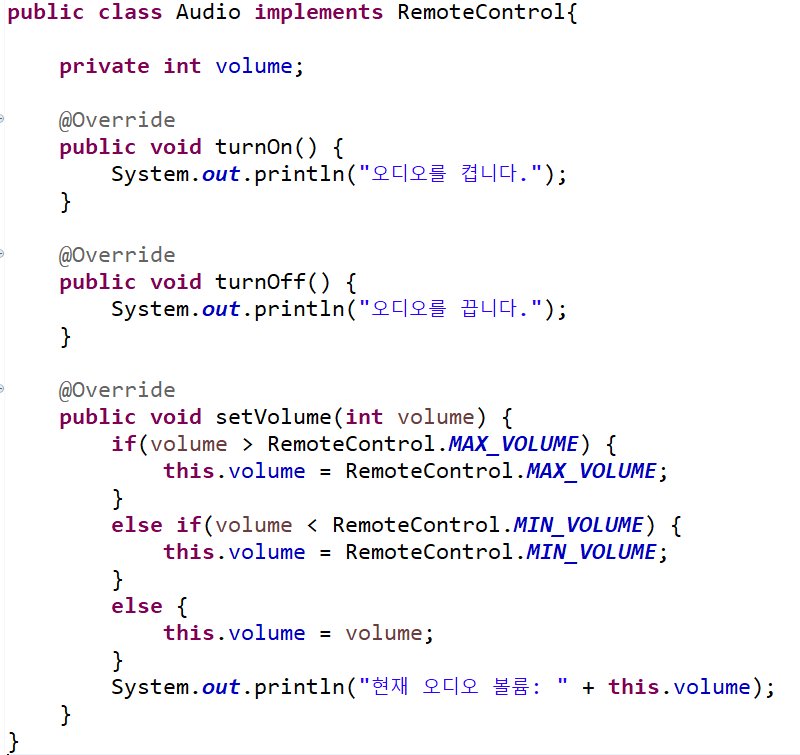 public class Audio implements RemoteControl{
private int volume;
@Override
public void turnOn() {
System.out.println("오디오를 켭니다.");
}
@Override
public void turnOff() {
System.out.println("오디오를 끕니다.");
}
@Override
public void setVolume(int volume) {
if(volume > RemoteControl.MAX_VOLUME) {
this.volume = RemoteControl.MAX_VOLUME;
}
else if(volume < RemoteControl.MIN_VOLUME) {
this.volume = RemoteControl.MIN_VOLUME;
}
else {
this.volume = volume;
}
System.out.println("현재 오디오 볼륨: " + this.volume);
}
}